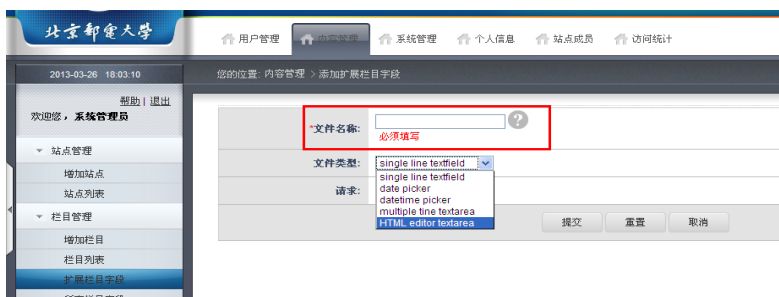 北京邮电大学
用户管理 内容管理 系统管理 个人信息 站点成员 访问统计
2013-03-26 18:03:10
您的位置: 内容管理 > 添加扩展栏目字段
帮助 | 退出
欢迎您，系统管理员
*文件名称:
必须填写
站点管理
增加站点
站点列表
文件类型: single line textfield
single line textfield
date picker
datetime picker
multiple tine textarea
HTML editor textarea
请求:
栏目管理
增加栏目
栏目列表
扩展栏目字段
提交 重置 取消